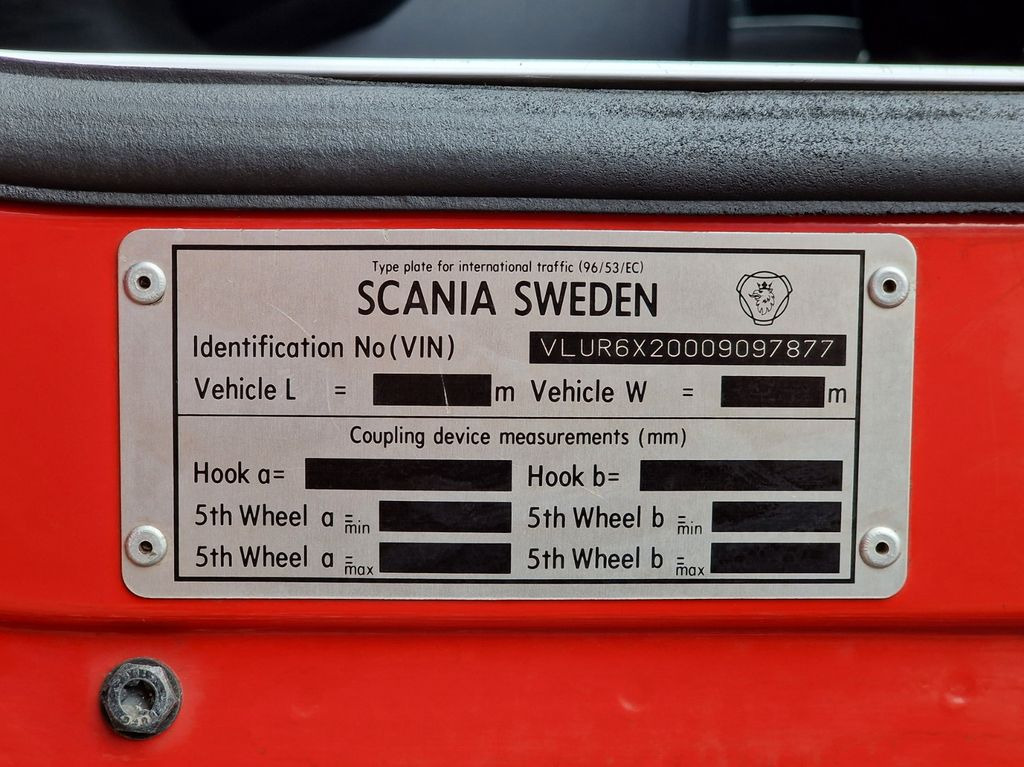 Type plate for international traffic (96/53/EC)
SCANIA SWEDEN
Identification No (VIN) VLUR6X20009097877
Vehicle L = m Vehicle W = m
Coupling device measurements (mm)
Hook a= Hook b=
5th Wheel a = min 5th Wheel b = min
5th Wheel a = max 5th Wheel b = max